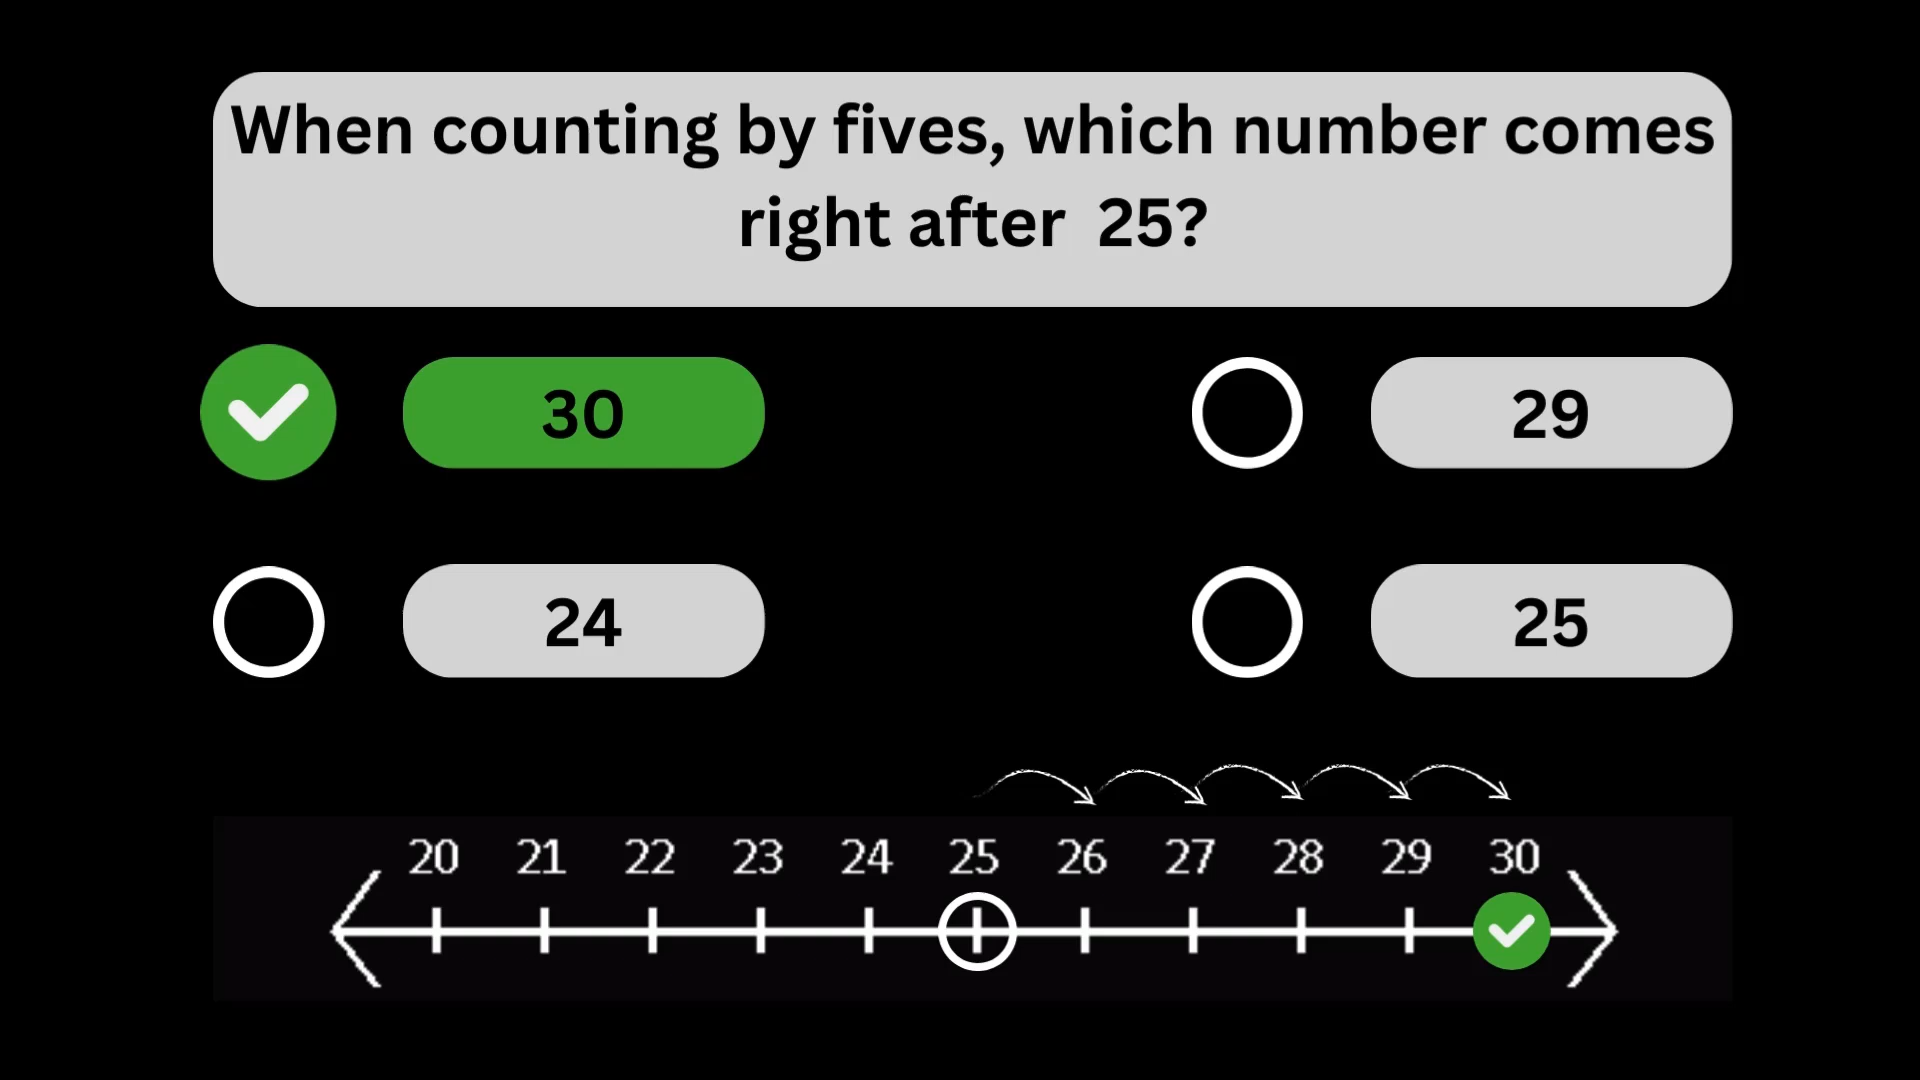 When counting by fives, which number comes
right after  25?
30
29
24
25
20 21 22 23 24 25 26 27 28 29 30